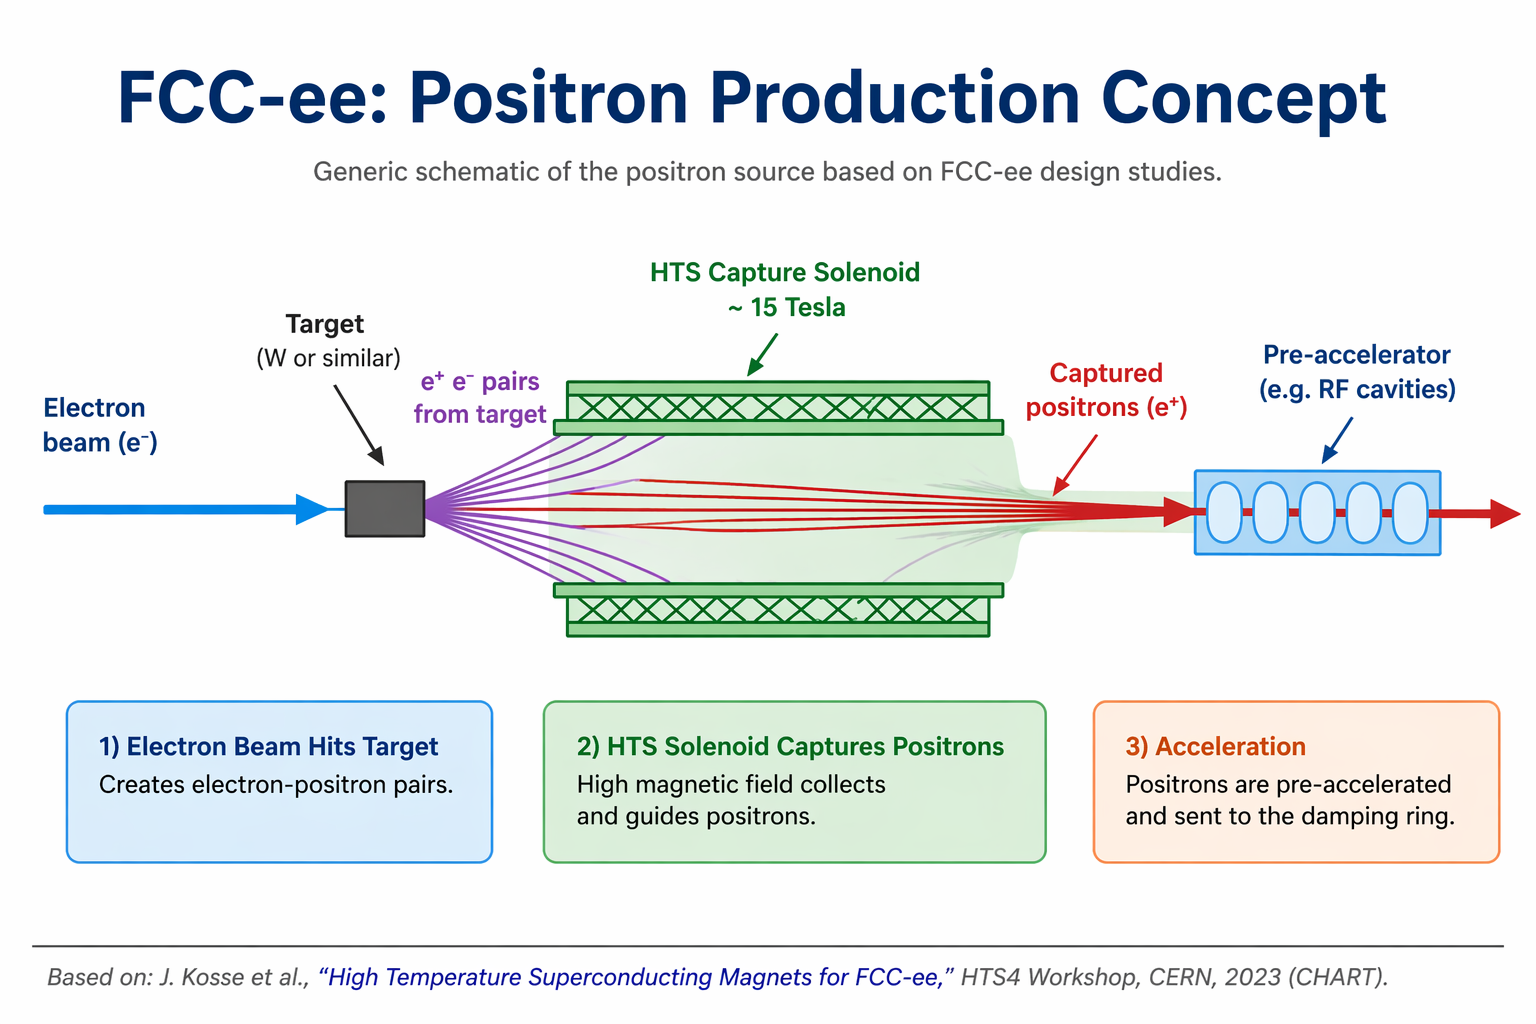 FCC-ee: Positron Production Concept
Generic schematic of the positron source based on FCC-ee design studies.
HTS Capture Solenoid
~ 15 Tesla
Target
(W or similar)
e⁺ e⁻ pairs
from target
Captured
positrons (e⁺)
Pre-accelerator
(e.g. RF cavities)
Electron
beam (e⁻)
1) Electron Beam Hits Target
Creates electron-positron pairs.
2) HTS Solenoid Captures Positrons
High magnetic field collects
and guides positrons.
3) Acceleration
Positrons are pre-accelerated
and sent to the damping ring.
Based on: J. Kosse et al., “High Temperature Superconducting Magnets for FCC-ee,” HTS4 Workshop, CERN, 2023 (CHART).